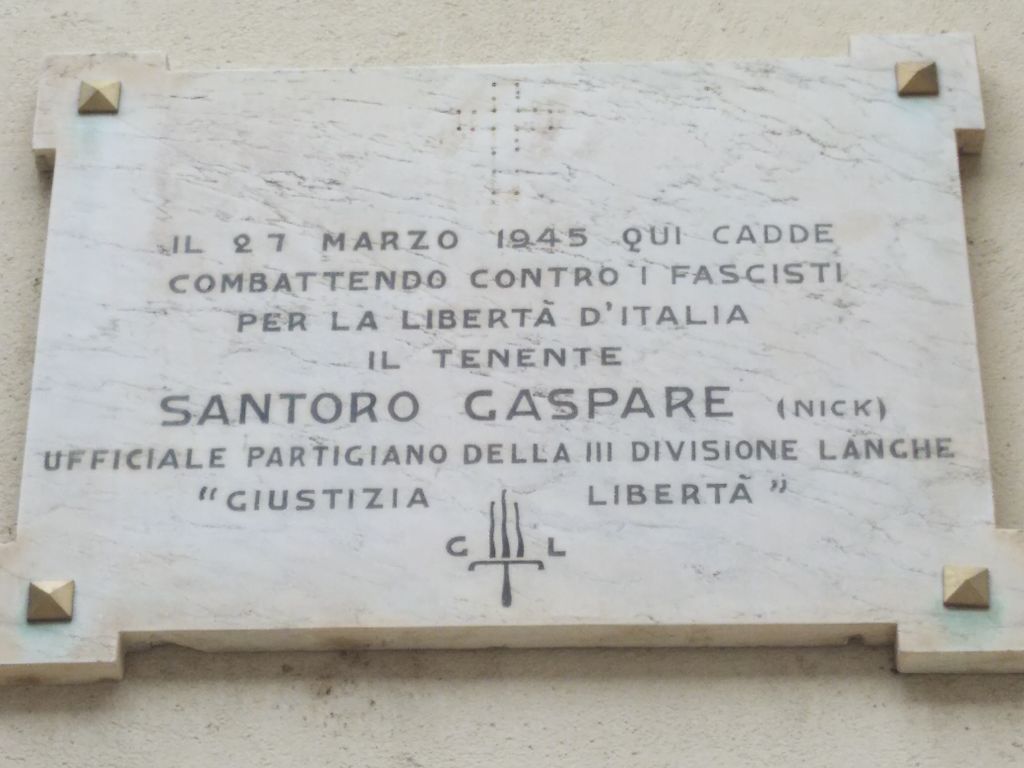 IL 27 MARZO 1945 QUI CADDE
COMBATTENDO CONTRO I FASCISTI
PER LA LIBERTÀ D'ITALIA
IL TENENTE
SANTORO GASPARE (NICK)
UFFICIALE PARTIGIANO DELLA III DIVISIONE LANGHE
"GIUSTIZIA LIBERTÀ"
G L